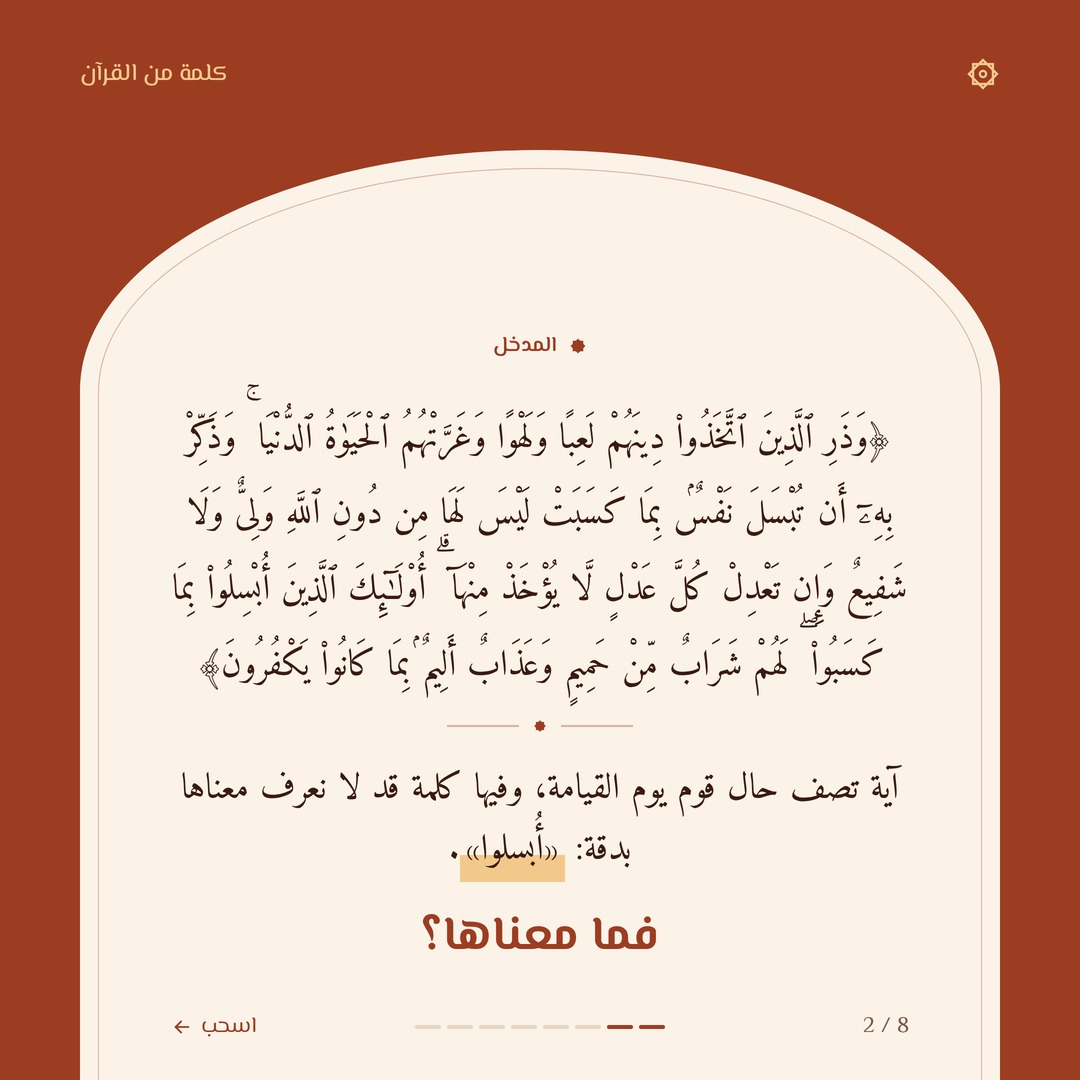 كلمة من القرآن
المدخل
﴿وَذَرِ ٱلَّذِينَ ٱتَّخَذُوا۟ دِينَهُمْ لَعِبًا وَلَهْوًا وَغَرَّتْهُمُ ٱلْحَيَوٰةُ ٱلدُّنْيَا ۚ وَذَكِّرْ
بِهِۦٓ أَن تُبْسَلَ نَفْسٌۢ بِمَا كَسَبَتْ لَيْسَ لَهَا مِن دُونِ ٱللَّهِ وَلِىٌّ وَلَا
شَفِيعٌ وَإِن تَعْدِلْ كُلَّ عَدْلٍ لَّا يُؤْخَذْ مِنْهَآ ۗ أُو۟لَـٰٓئِكَ ٱلَّذِينَ أُبْسِلُوا۟ بِمَا
كَسَبُوا۟ ۖ لَهُمْ شَرَابٌ مِّنْ حَمِيمٍ وَعَذَابٌ أَلِيمٌۢ بِمَا كَانُوا۟ يَكْفُرُونَ﴾
آية تصف حال قوم يوم القيامة، وفيها كلمة قد لا نعرف معناها
بدقة: «أُبسلوا».
فما معناها؟
2 / 8
اسحب ←